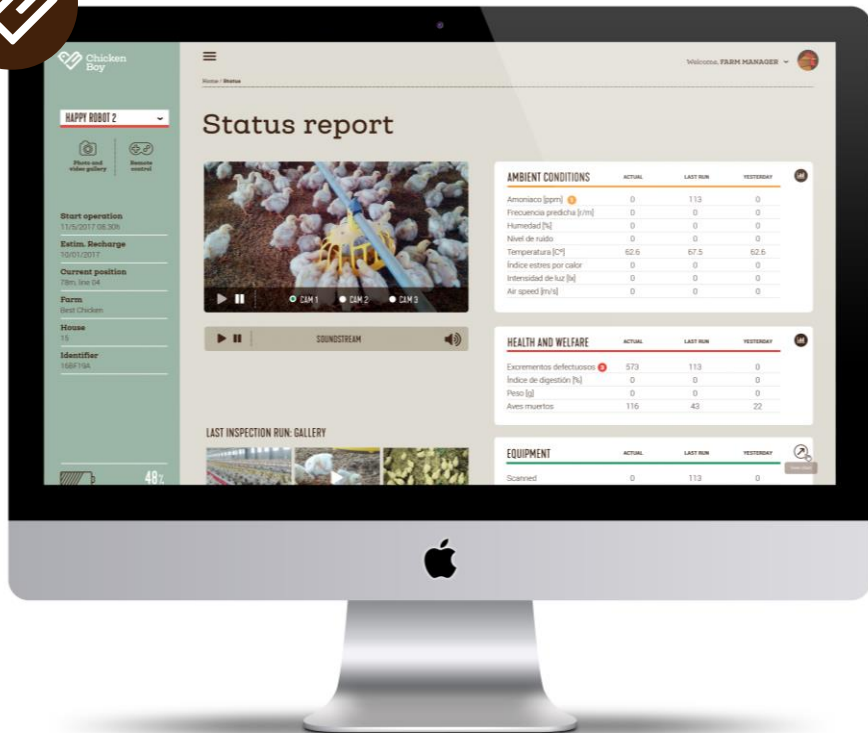 Chicken
Boy
Welcome, FARM MANAGER
Home / Status
HAPPY ROBOT 2
Status report
Photo and
video gallery
Remote
control
Start operation
11/5/2017 08:30h
Estim. Recharge
10/01/2017
Current position
78m, line 04
Farm
Best Chicken
House
15
Identifier
168F19A
48%
CAM 1 CAM 2 CAM 3
SOUNDSTREAM
LAST INSPECTION RUN: GALLERY
AMBIENT CONDITIONS ACTUAL LAST RUN YESTERDAY
Amoniaco [ppm] 1 0 113 0
Frecuencia predicha [r/m] 0 0 0
Humedad [%] 0 0 0
Nivel de ruido 0 0 0
Temperatura [Cº] 62.6 67.5 62.6
Índice estres por calor 0 0 0
Intensidad de luz [lx] 0 0 0
Air speed [m/s] 0 0 0
HEALTH AND WELFARE ACTUAL LAST RUN YESTERDAY
Excrementos defectuosos 3 573 113 0
Índice de digestión [%] 0 0 0
Peso [g] 0 0 0
Aves muertos 116 43 22
EQUIPMENT ACTUAL LAST RUN YESTERDAY
Scanned 0 113 0